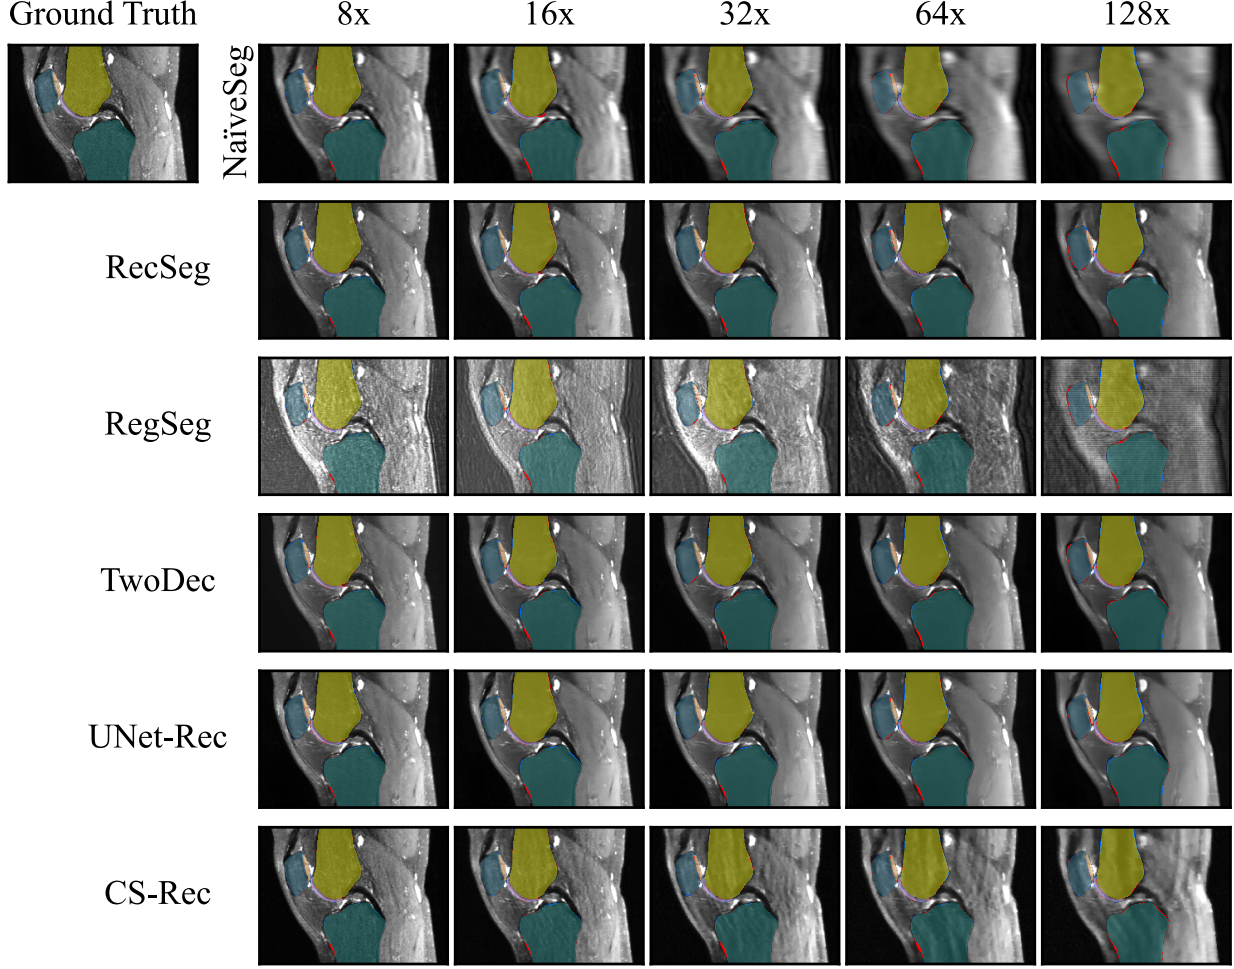 Ground Truth 8x 16x 32x 64x 128x
NaïveSeg
RecSeg
RegSeg
TwoDec
UNet-Rec
CS-Rec